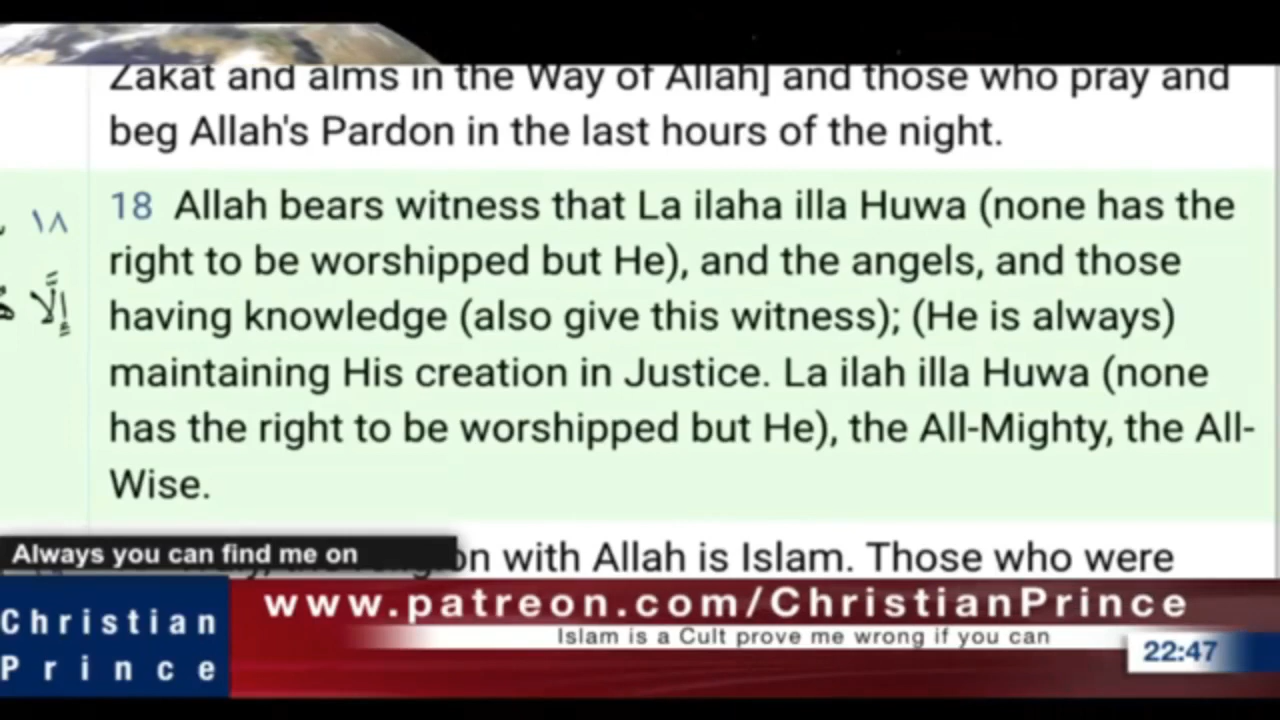 Zakat and alms in the Way of Allah] and those who pray and
beg Allah's Pardon in the last hours of the night.
١٨
18 Allah bears witness that La ilaha illa Huwa (none has the
right to be worshipped but He), and the angels, and those
إِلَّا
having knowledge (also give this witness); (He is always)
maintaining His creation in Justice. La ilah illa Huwa (none
has the right to be worshipped but He), the All-Mighty, the All-
Wise.
Always you can find me on
with Allah is Islam. Those who were
Christian
Prince
www.patreon.com/ChristianPrince
Islam is a Cult prove me wrong if you can
22:47